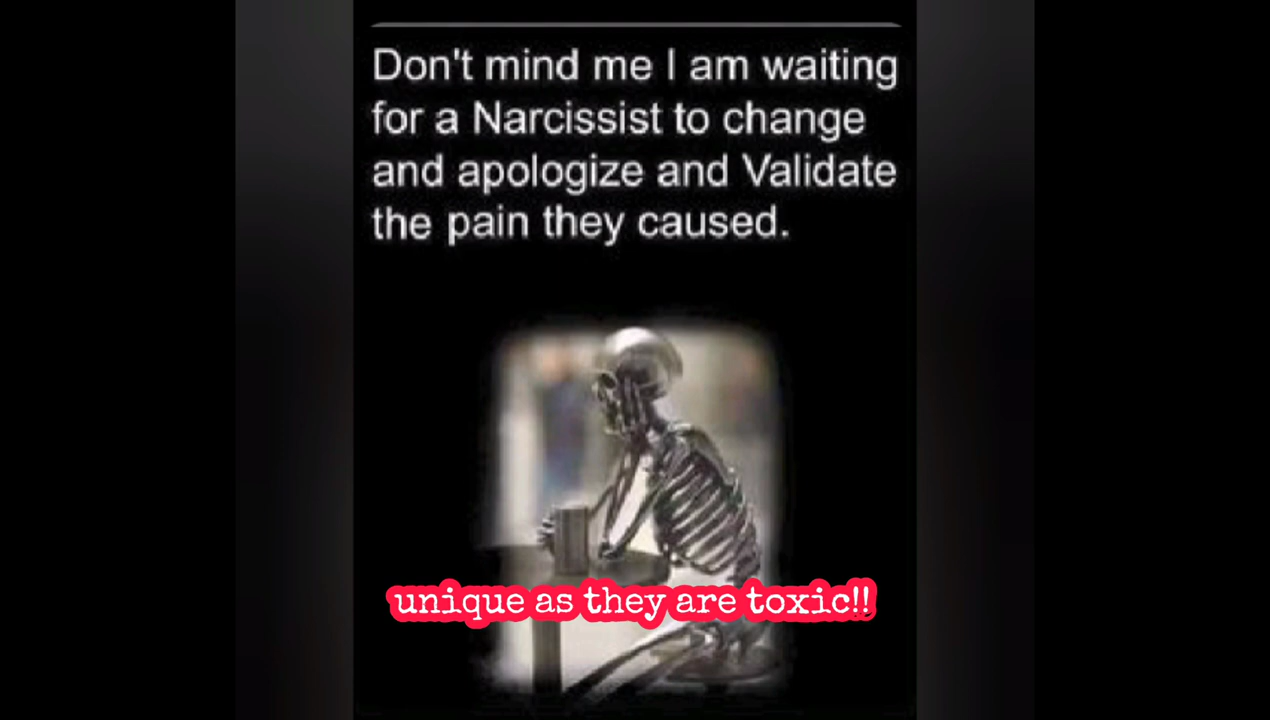 Don't mind me I am waiting
for a Narcissist to change
and apologize and Validate
the pain they caused.
unique as they are toxic!!